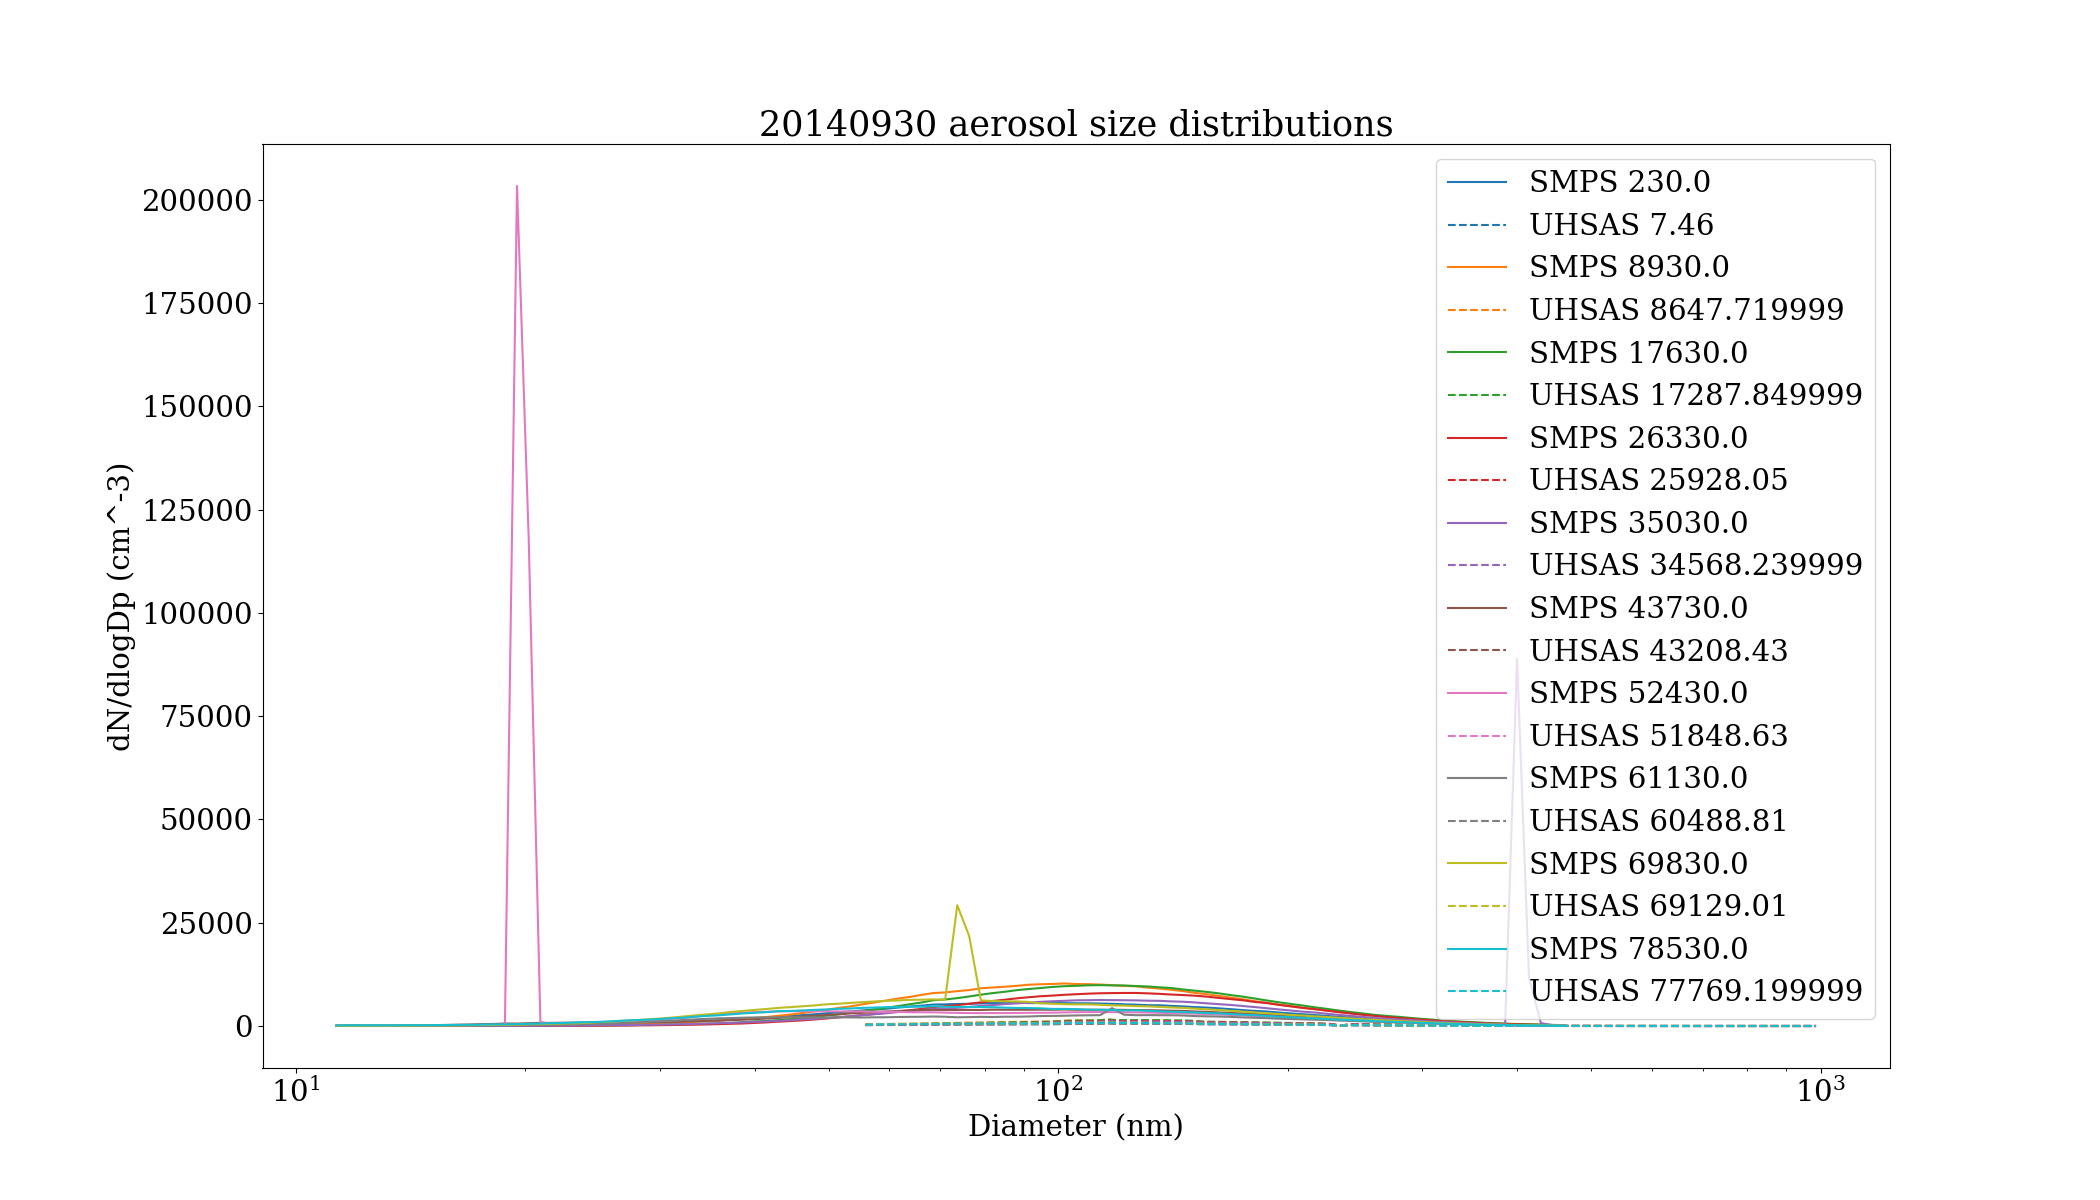 20140930 aerosol size distributions
dN/dlogDp (cm^-3)
200000
175000
150000
125000
100000
75000
50000
25000
0
10¹
10²
10³
Diameter (nm)
SMPS 230.0
UHSAS 7.46
SMPS 8930.0
UHSAS 8647.719999
SMPS 17630.0
UHSAS 17287.849999
SMPS 26330.0
UHSAS 25928.05
SMPS 35030.0
UHSAS 34568.239999
SMPS 43730.0
UHSAS 43208.43
SMPS 52430.0
UHSAS 51848.63
SMPS 61130.0
UHSAS 60488.81
SMPS 69830.0
UHSAS 69129.01
SMPS 78530.0
UHSAS 77769.199999